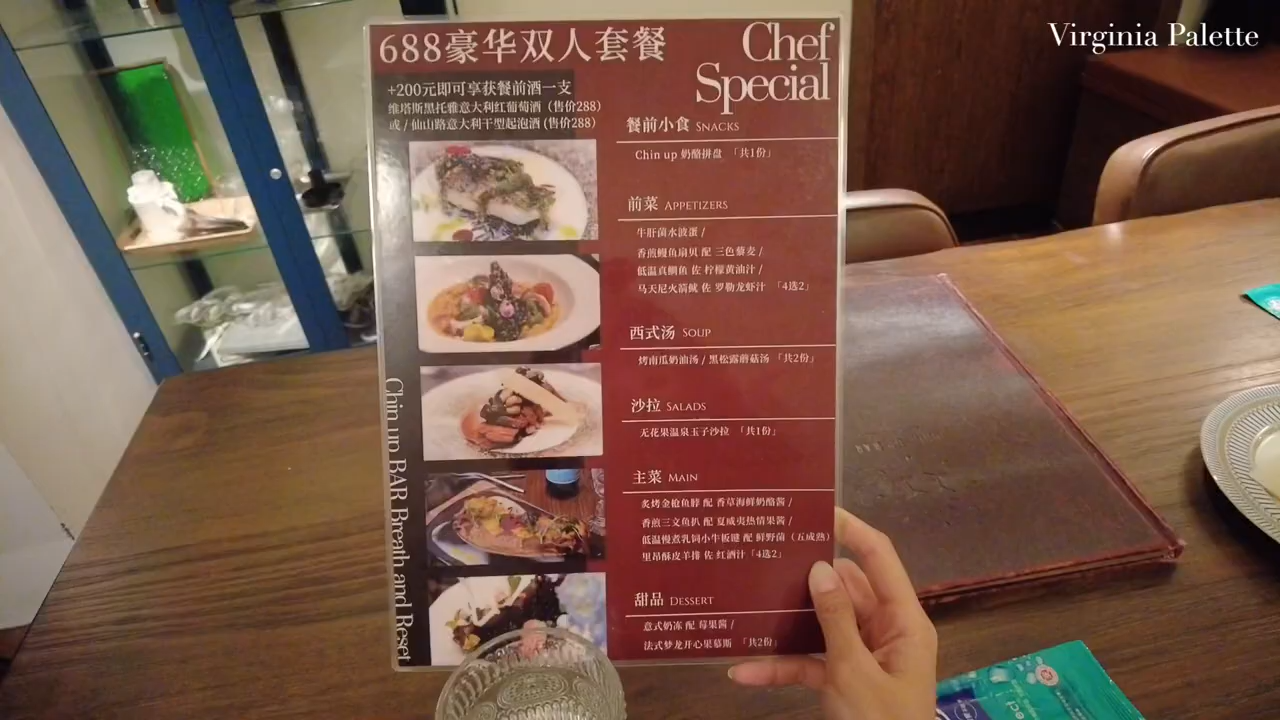 Virginia Palette
688豪华双人套餐
Chef
Special
+200元即可享获餐前酒一支
维塔斯黑托雅意大利红葡萄酒（售价288）
或 / 仙山路意大利干型起泡酒 (售价288）
餐前小食 SNACKS
Chin up 奶酪拼盘 「共1份」
前菜 APPETIZERS
牛肝菌水波蛋 /
香煎鳗鱼扇贝 配 三色藜麦 /
低温真鲷鱼 佐 柠檬黄油汁 /
马天尼火箭鱿 佐 罗勒龙虾汁 「4选2」
西式汤 SOUP
烤南瓜奶油汤 / 黑松露蘑菇汤 「共2份」
沙拉 SALADS
无花果温泉玉子沙拉 「共1份」
主菜 MAIN
炙烤金枪鱼脖 配 香草海鲜奶酪酱 /
香煎三文鱼扒 配 夏威夷热情果酱 /
低温慢煮乳饲小牛板键 配 鲜野菌（五成熟）
里昂酥皮羊排 佐 红酒汁「4选2」
甜品 DESSERT
意式奶冻 配 莓果酱 /
法式梦龙开心果慕斯 「共2份」
Chin up BAR Breath and Reset